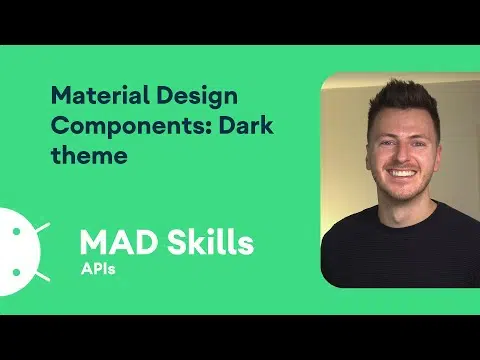 Material Design
Components: Dark
theme
MAD Skills
APIs